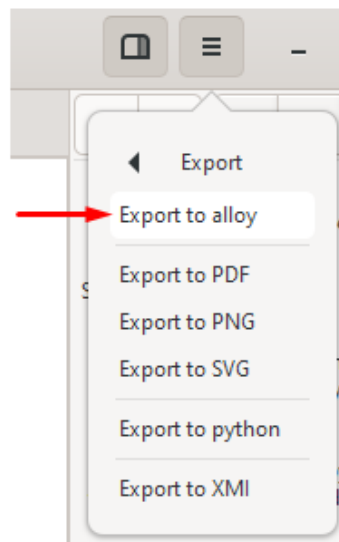 Export
Export to alloy
Export to PDF
Export to PNG
Export to SVG
Export to python
Export to XMI